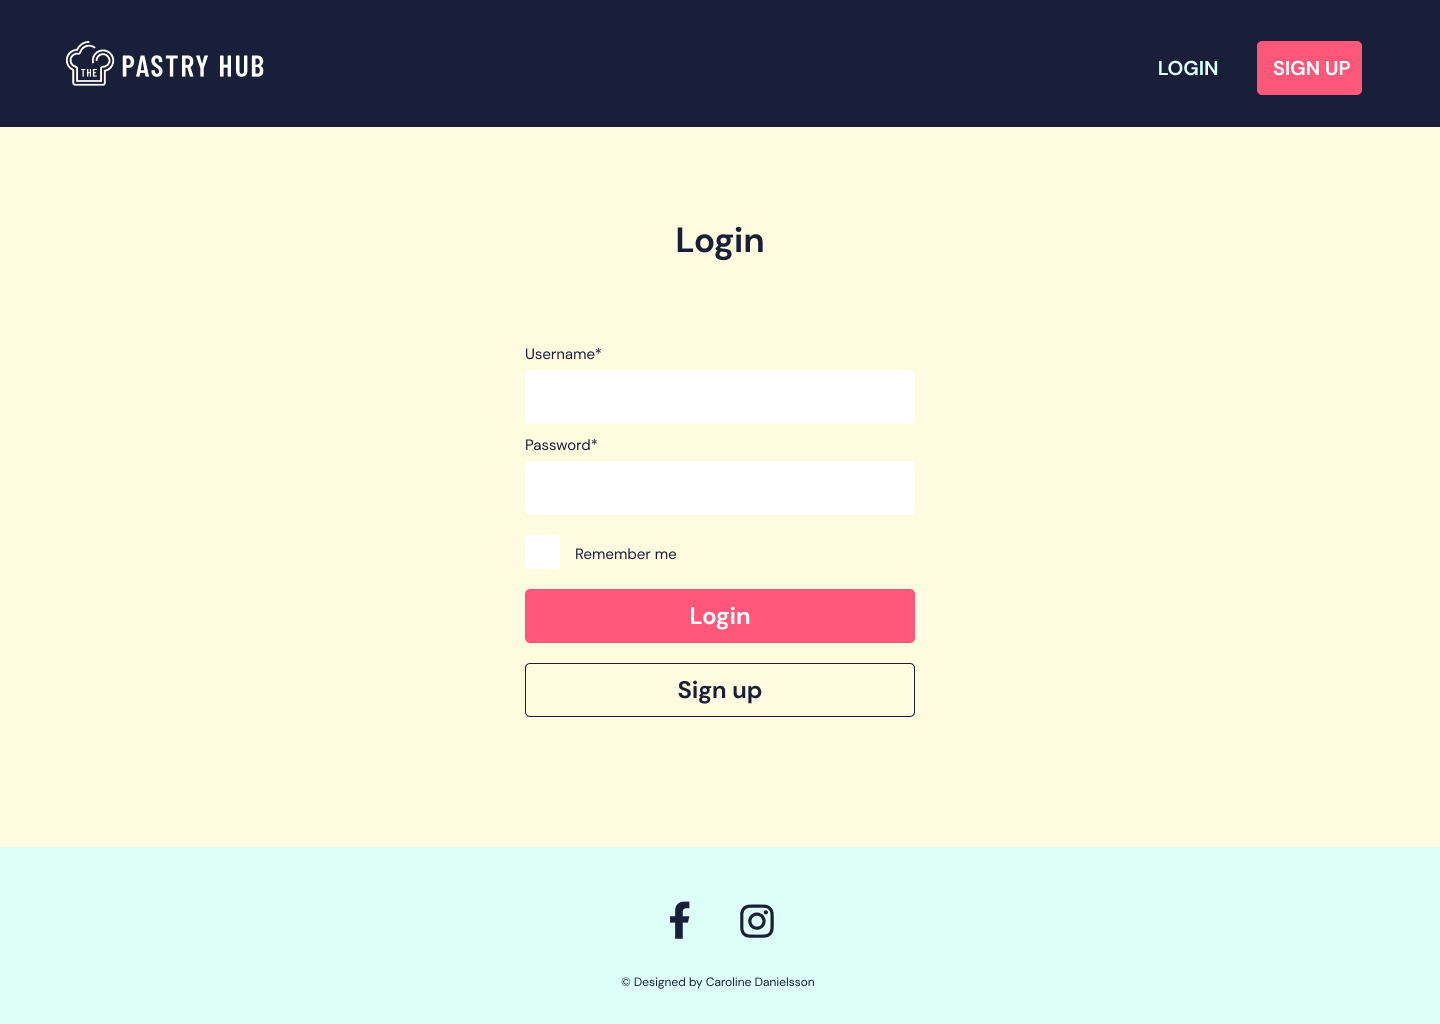 THE PASTRY HUB
LOGIN
SIGN UP
Login
Username*
Password*
Remember me
Login
Sign up
© Designed by Caroline Danielsson